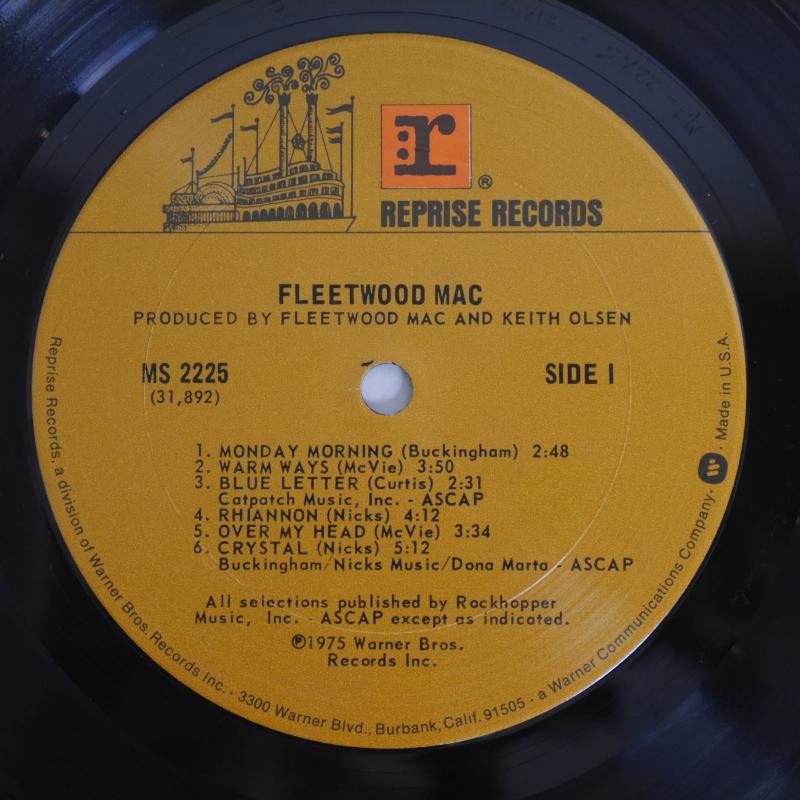 r
®
REPRISE RECORDS
FLEETWOOD MAC
PRODUCED BY FLEETWOOD MAC AND KEITH OLSEN
MS 2225
(31,892)
SIDE 1
1. MONDAY MORNING (Buckingham) 2:48
2. WARM WAYS (McVie) 3:50
3. BLUE LETTER (Curtis) 2:31
Catpatch Music, Inc. - ASCAP
4. RHIANNON (Nicks) 4:12
5. OVER MY HEAD (McVie) 3:34
6. CRYSTAL (Nicks) 5:12
Buckingham/Nicks Music/Dona Marta - ASCAP
All selections published by Rockhopper
Music, Inc. - ASCAP except as indicated.
℗1975 Warner Bros.
Records Inc.
Reprise Records, a division of Warner Bros. Records Inc. · 3300 Warner Blvd., Burbank, Calif. 91505 · a Warner Communications Company. · Made in U.S.A.